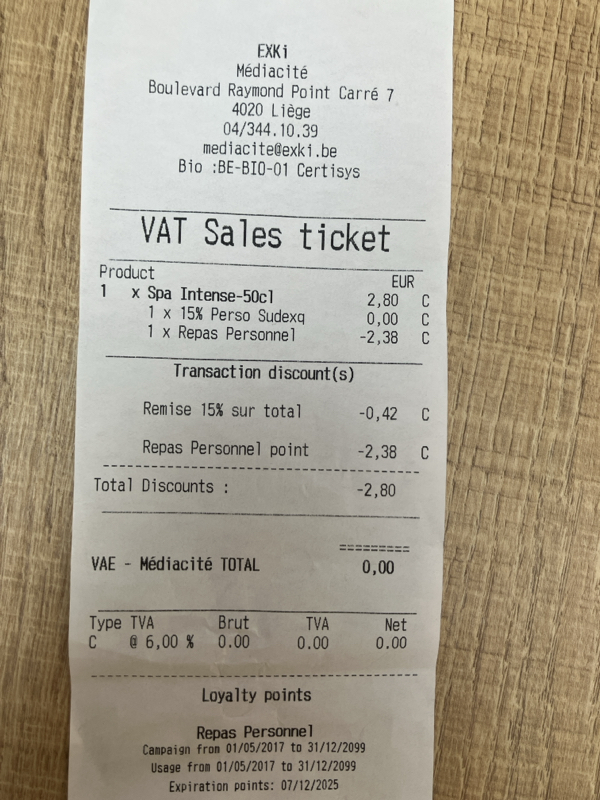 EXKi
Médiacité
Boulevard Raymond Point Carré 7
4020 Liège
04/344.10.39
mediacite@exki.be
Bio :BE-BIO-01 Certisys
VAT Sales ticket
Product EUR
1 x Spa Intense-50cl 2,80 C
1 x 15% Perso Sudexq 0,00 C
1 x Repas Personnel -2,38 C
Transaction discount(s)
Remise 15% sur total -0,42 C
Repas Personnel point -2,38 C
Total Discounts : -2,80
=========
VAE - Médiacité TOTAL 0,00
Type TVA Brut TVA Net
C @ 6,00 % 0.00 0.00 0.00
Loyalty points
Repas Personnel
Campaign from 01/05/2017 to 31/12/2099
Usage from 01/05/2017 to 31/12/2099
Expiration points: 07/12/2025